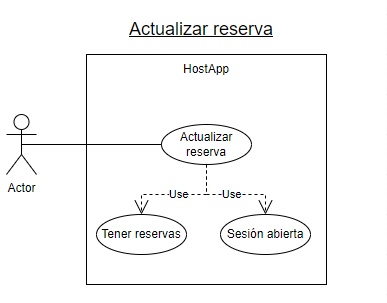 Actualizar reserva
HostApp
Actualizar
reserva
Actor
Use
Use
Tener reservas
Sesión abierta